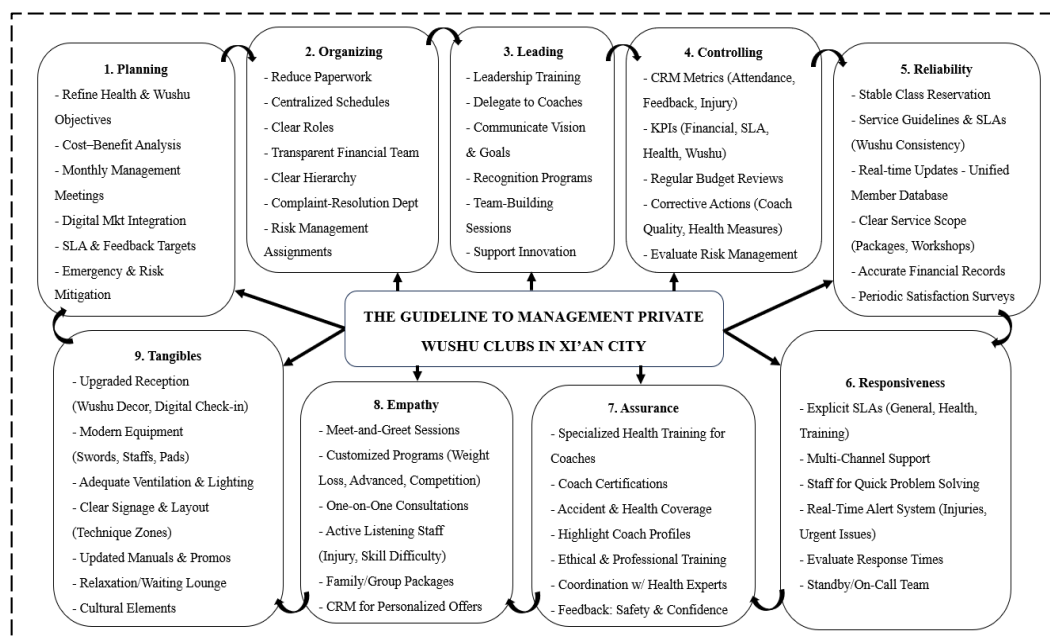 1. Planning
- Refine Health & Wushu
Objectives
- Cost–Benefit Analysis
- Monthly Management
Meetings
- Digital Mkt Integration
- SLA & Feedback Targets
- Emergency & Risk
Mitigation
2. Organizing
- Reduce Paperwork
- Centralized Schedules
- Clear Roles
- Transparent Financial Team
- Clear Hierarchy
- Complaint-Resolution Dept
- Risk Management
Assignments
3. Leading
- Leadership Training
- Delegate to Coaches
- Communicate Vision
& Goals
- Recognition Programs
- Team-Building
Sessions
- Support Innovation
4. Controlling
- CRM Metrics (Attendance,
Feedback, Injury)
- KPIs (Financial, SLA,
Health, Wushu)
- Regular Budget Reviews
- Corrective Actions (Coach
Quality, Health Measures)
- Evaluate Risk Management
5. Reliability
- Stable Class Reservation
- Service Guidelines & SLAs
(Wushu Consistency)
- Real-time Updates - Unified
Member Database
- Clear Service Scope
(Packages, Workshops)
- Accurate Financial Records
- Periodic Satisfaction Surveys
THE GUIDELINE TO MANAGEMENT PRIVATE
WUSHU CLUBS IN XI’AN CITY
6. Responsiveness
- Explicit SLAs (General, Health,
Training)
- Multi-Channel Support
- Staff for Quick Problem Solving
- Real-Time Alert System (Injuries,
Urgent Issues)
- Evaluate Response Times
- Standby/On-Call Team
7. Assurance
- Specialized Health Training for
Coaches
- Coach Certifications
- Accident & Health Coverage
- Highlight Coach Profiles
- Ethical & Professional Training
- Coordination w/ Health Experts
- Feedback: Safety & Confidence
8. Empathy
- Meet-and-Greet Sessions
- Customized Programs (Weight
Loss, Advanced, Competition)
- One-on-One Consultations
- Active Listening Staff
(Injury, Skill Difficulty)
- Family/Group Packages
- CRM for Personalized Offers
9. Tangibles
- Upgraded Reception
(Wushu Decor, Digital Check-in)
- Modern Equipment
(Swords, Staffs, Pads)
- Adequate Ventilation & Lighting
- Clear Signage & Layout
(Technique Zones)
- Updated Manuals & Promos
- Relaxation/Waiting Lounge
- Cultural Elements